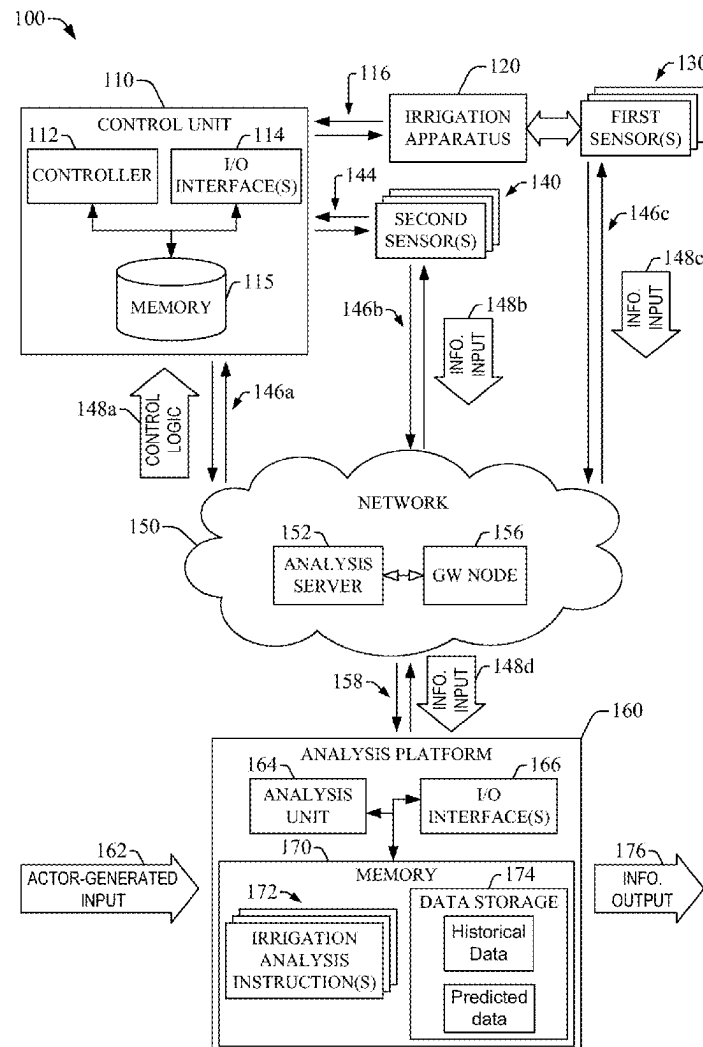 100
110
116
120
130
CONTROL UNIT
112
114
CONTROLLER
I/O
INTERFACE(S)
IRRIGATION
APPARATUS
FIRST
SENSOR(S)
144
140
SECOND
SENSOR(S)
115
MEMORY
146c
148c
INFO.
INPUT
146b
148b
INFO.
INPUT
148a
CONTROL
LOGIC
146a
NETWORK
150
152
156
ANALYSIS
SERVER
GW NODE
158
INFO.
INPUT
148d
160
ANALYSIS PLATFORM
164
166
ANALYSIS
UNIT
I/O
INTERFACE(S)
162
ACTOR-GENERATED
INPUT
170
MEMORY
172
174
IRRIGATION
ANALYSIS
INSTRUCTION(S)
DATA STORAGE
Historical
Data
Predicted
data
176
INFO.
OUTPUT